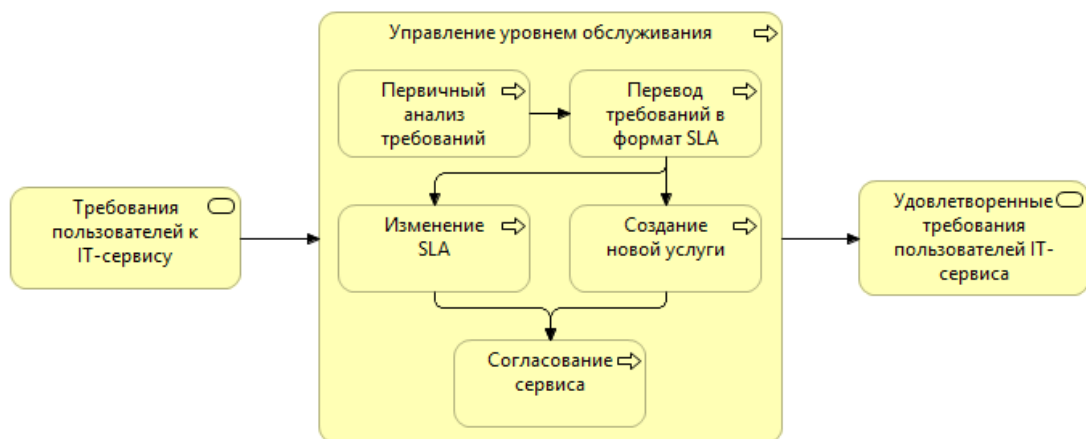 Управление уровнем обслуживания
Первичный
анализ
требований
Перевод
требований в
формат SLA
Требования
пользователей к
IT-сервису
Изменение
SLA
Создание
новой услуги
Удовлетворенные
требования
пользователей IT-
сервиса
Согласование
сервиса